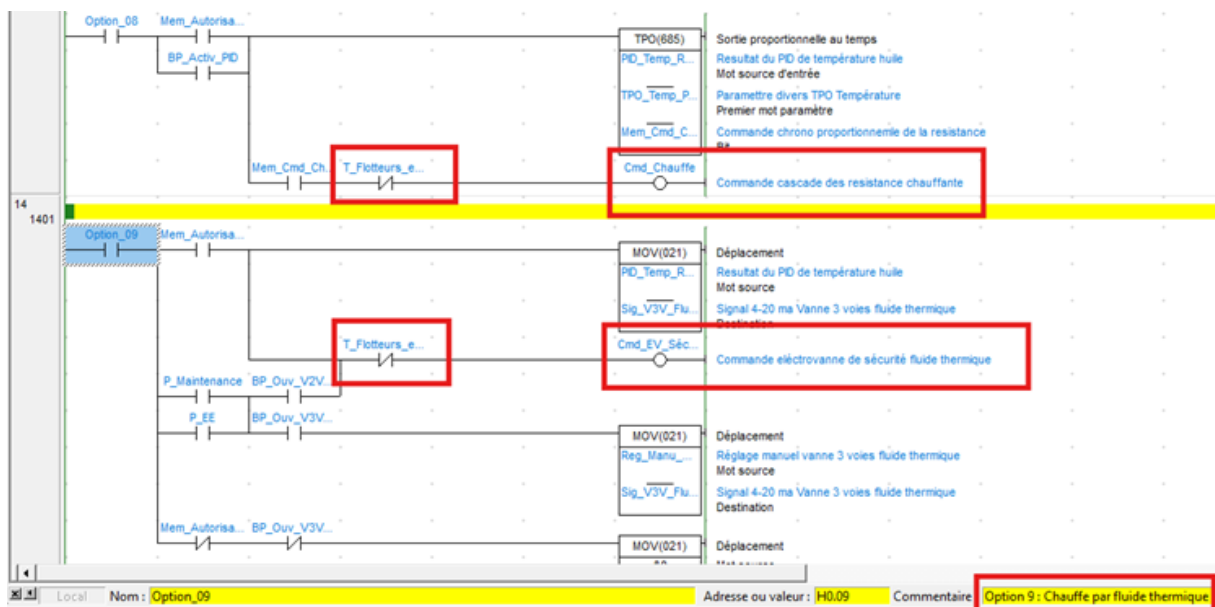 Option_08 Mem_Autorisa...
TPO(685) Sortie proportionnelle au temps
BP_Activ_PID PID_Temp_R... Resultat du PID de température huile
Mot source d'entrée
TPO_Temp_P... Paramettre divers TPO Température
Premier mot paramètre
Mem_Cmd_C... Commande chrono proportionnemle de la resistance
Bit
Mem_Cmd_Ch... T_Flotteurs_e... Cmd_Chauffe
Commande cascade des resistance chauffante
14
1401
Option_09 Mem_Autorisa...
MOV(021) Déplacement
PID_Temp_R... Resultat du PID de température huile
Mot source
Sig_V3V_Flu... Signal 4-20 ma Vanne 3 voies fluide thermique
Destination
T_Flotteurs_e... Cmd_EV_Séc...
Commande eléctrovanne de sécurité fluide thermique
P_Maintenance BP_Ouv_V2V...
P_EE BP_Ouv_V3V...
MOV(021) Déplacement
Reg_Manu_... Réglage manuel vanne 3 voies fluide thermique
Mot source
Sig_V3V_Flu... Signal 4-20 ma Vanne 3 voies fluide thermique
Destination
Mem_Autorisa... BP_Ouv_V3V...
MOV(021) Déplacement
Mot source
Local Nom : Option_09 Adresse ou valeur : H0.09 Commentaire Option 9 : Chauffe par fluide thermique